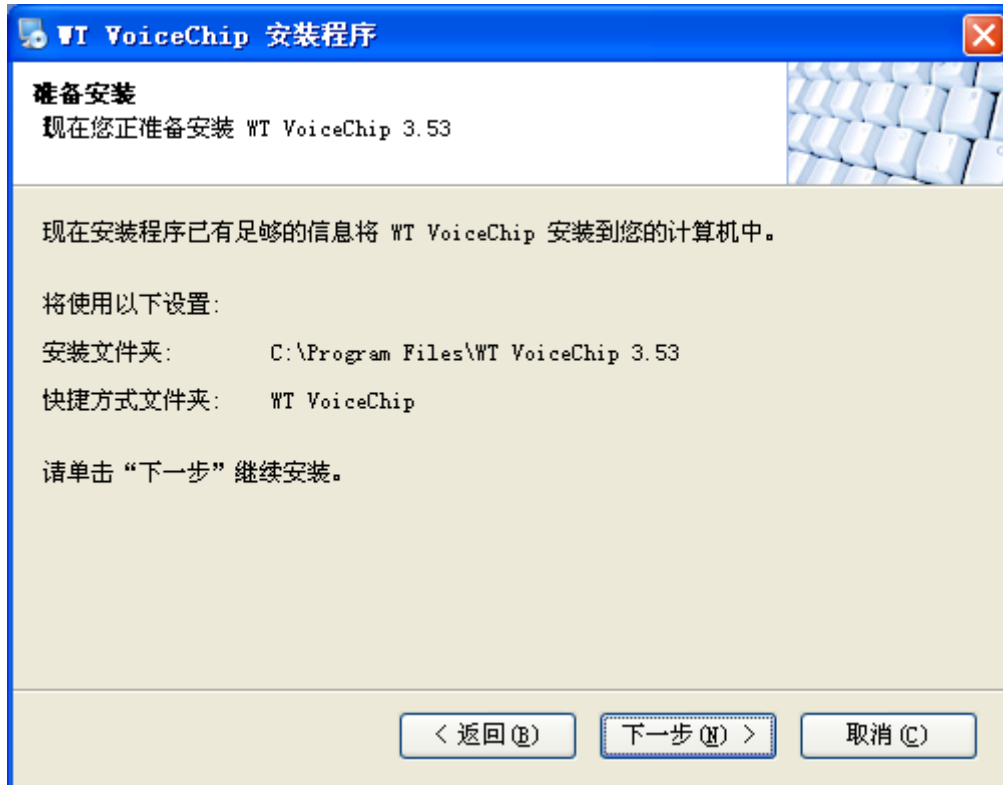 WT VoiceChip 安装程序
准备安装
现在您正准备安装 WT VoiceChip 3.53
现在安装程序已有足够的信息将 WT VoiceChip 安装到您的计算机中。
将使用以下设置:
安装文件夹: C:\Program Files\WT VoiceChip 3.53
快捷方式文件夹: WT VoiceChip
请单击“下一步”继续安装。
< 返回(B) 下一步(N) > 取消(C)